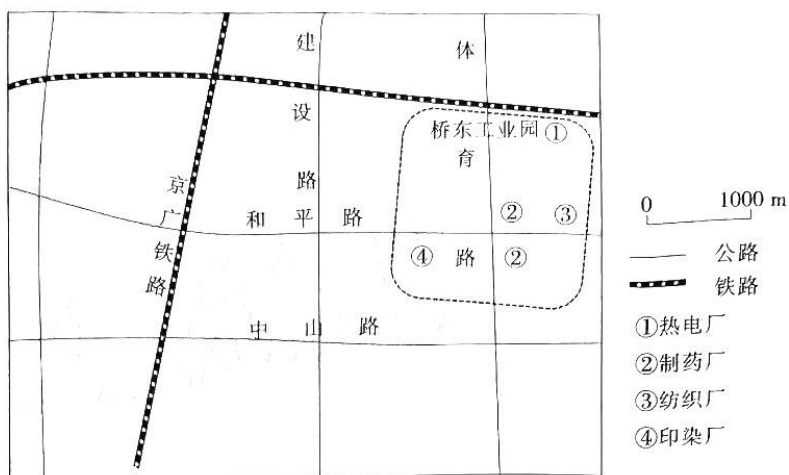 建设路
体育路
桥东工业园
①
②
③
和平路
④
②
京广铁路
中山路
0 1000 m
公路
铁路
①热电厂
②制药厂
③纺织厂
④印染厂